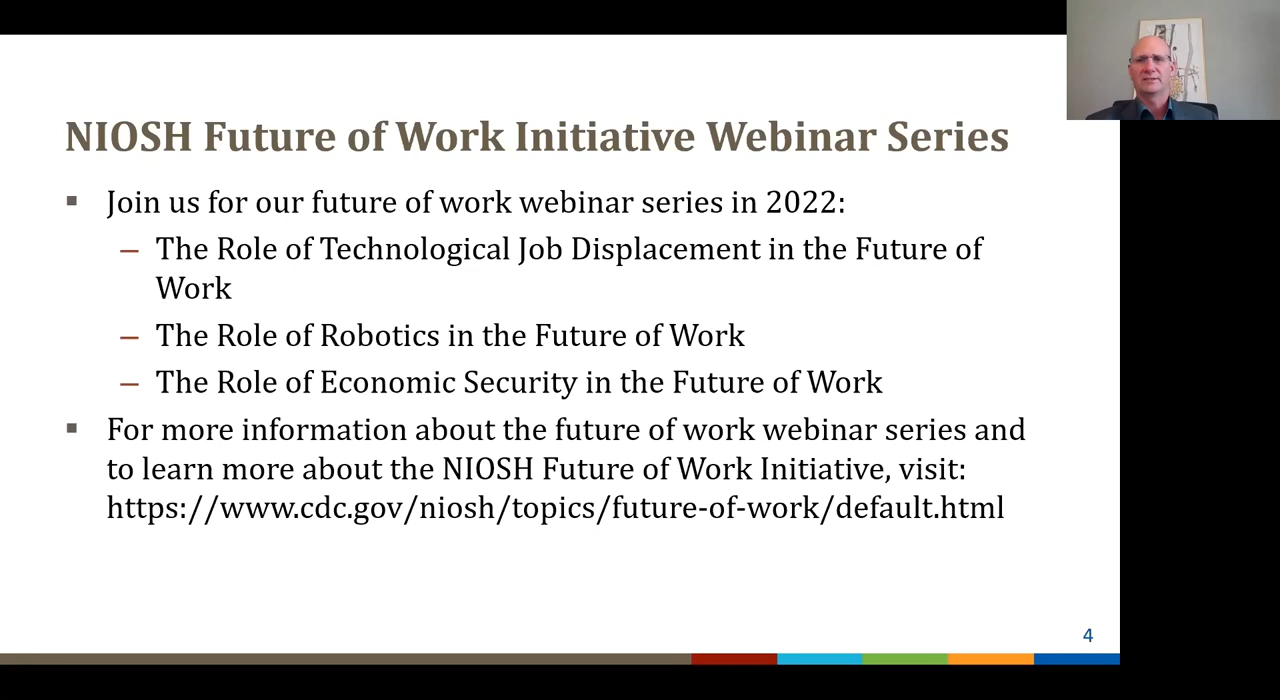 NIOSH Future of Work Initiative Webinar Series
Join us for our future of work webinar series in 2022:
The Role of Technological Job Displacement in the Future of
Work
The Role of Robotics in the Future of Work
The Role of Economic Security in the Future of Work
For more information about the future of work webinar series and
to learn more about the NIOSH Future of Work Initiative, visit:
https://www.cdc.gov/niosh/topics/future-of-work/default.html
4